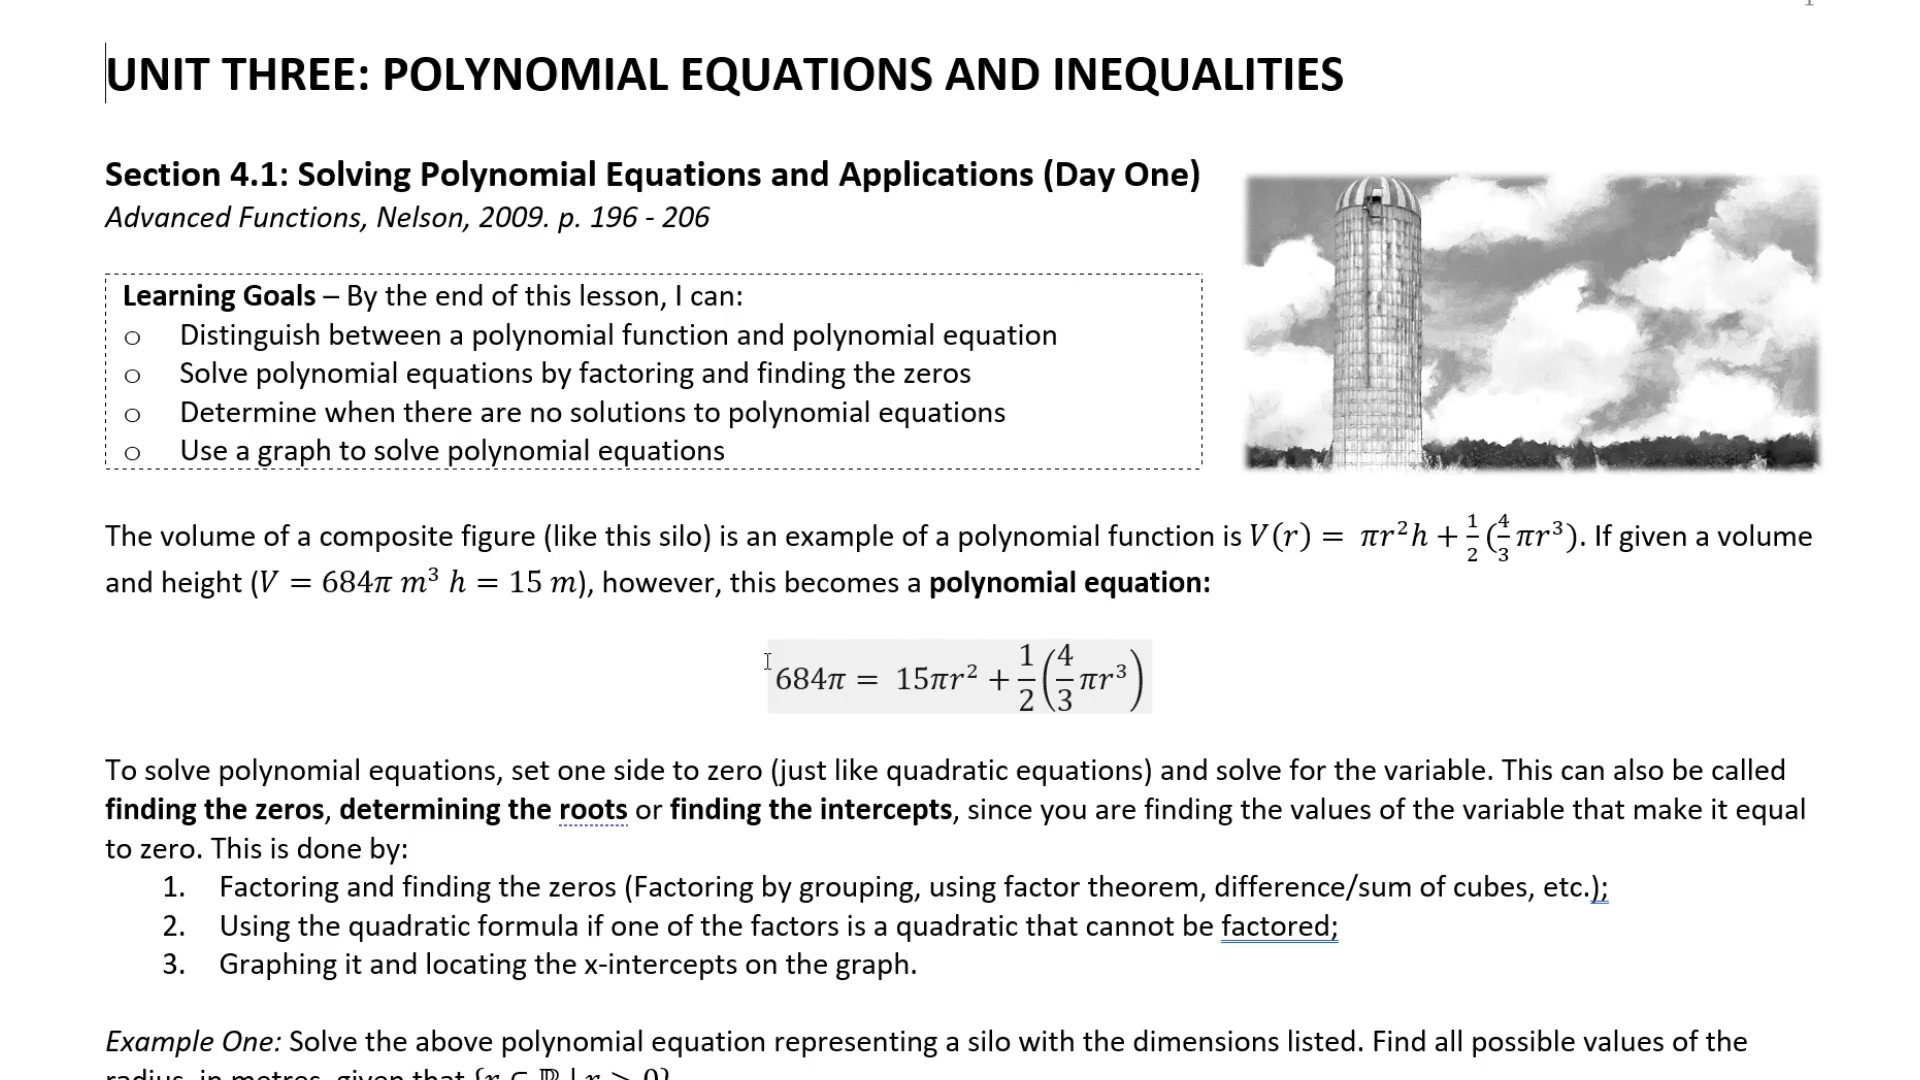 UNIT THREE: POLYNOMIAL EQUATIONS AND INEQUALITIES
Section 4.1: Solving Polynomial Equations and Applications (Day One)
Advanced Functions, Nelson, 2009. p. 196 - 206
Learning Goals – By the end of this lesson, I can:
o Distinguish between a polynomial function and polynomial equation
o Solve polynomial equations by factoring and finding the zeros
o Determine when there are no solutions to polynomial equations
o Use a graph to solve polynomial equations
The volume of a composite figure (like this silo) is an example of a polynomial function is V(r) = πr²h + 1/2(4/3 πr³). If given a volume
and height (V = 684π m³ h = 15 m), however, this becomes a polynomial equation:
684π = 15πr² + 1/2(4/3 πr³)
To solve polynomial equations, set one side to zero (just like quadratic equations) and solve for the variable. This can also be called
finding the zeros, determining the roots or finding the intercepts, since you are finding the values of the variable that make it equal
to zero. This is done by:
1. Factoring and finding the zeros (Factoring by grouping, using factor theorem, difference/sum of cubes, etc.);
2. Using the quadratic formula if one of the factors is a quadratic that cannot be factored;
3. Graphing it and locating the x-intercepts on the graph.
Example One: Solve the above polynomial equation representing a silo with the dimensions listed. Find all possible values of the
radius, in metres, given that {r ∈ ℝ | r > 0}